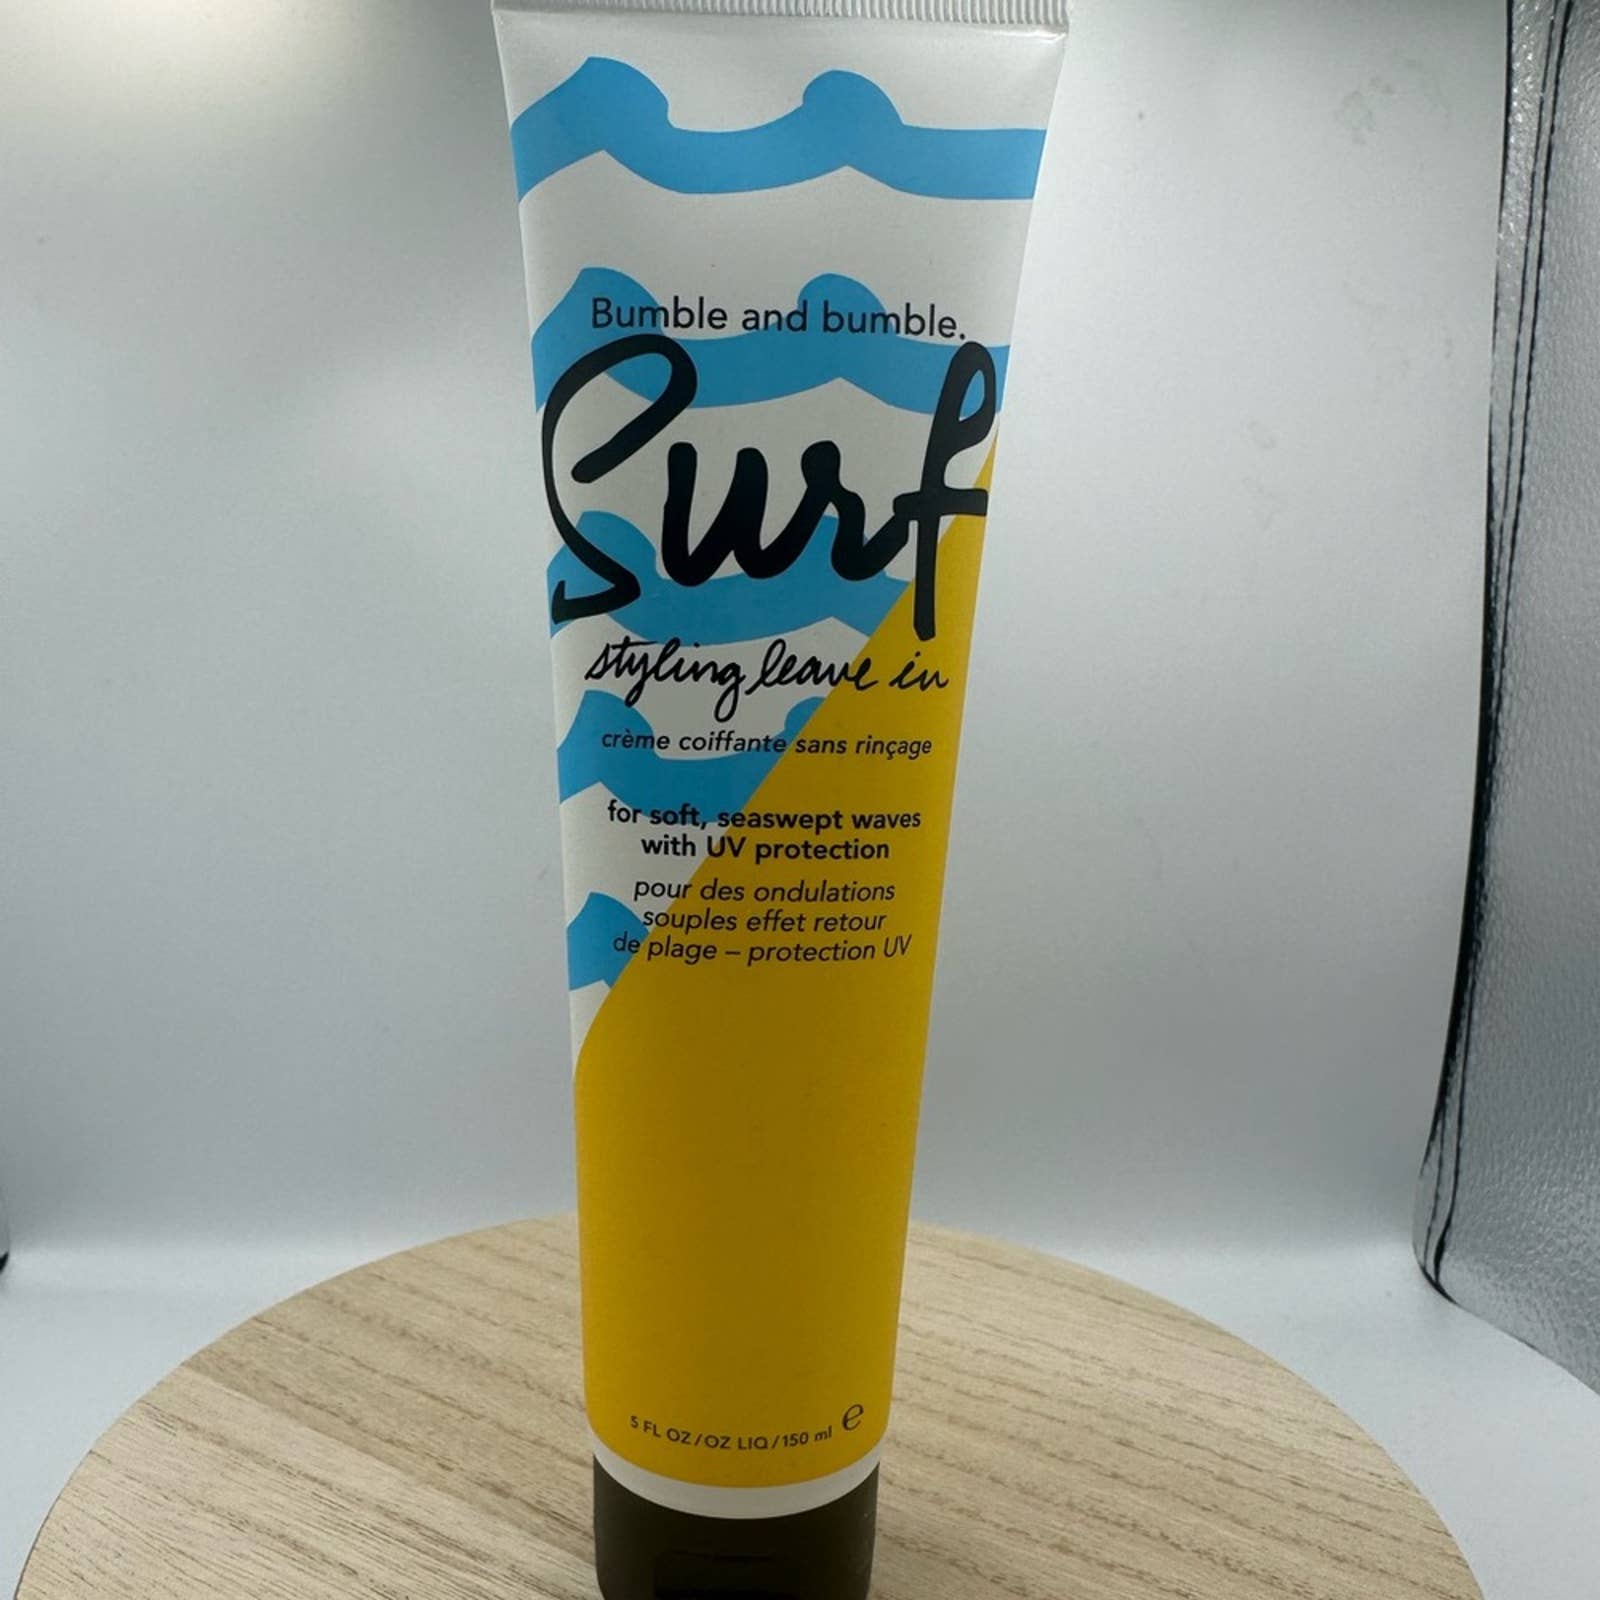 Bumble and bumble.
Surf
styling leave in
crème coiffante sans rinçage
for soft, seaswept waves
with UV protection
pour des ondulations
souples effet retour
de plage – protection UV
5 FL OZ/OZ LIQ/150 ml ℮